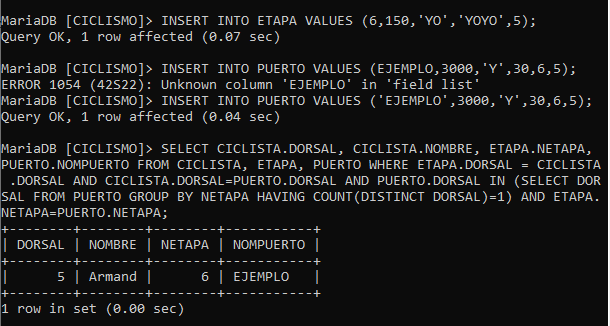 MariaDB [CICLISMO]> INSERT INTO ETAPA VALUES (6,150,'YO','YOYO',5);
Query OK, 1 row affected (0.07 sec)
MariaDB [CICLISMO]> INSERT INTO PUERTO VALUES (EJEMPLO,3000,'Y',30,6,5);
ERROR 1054 (42S22): Unknown column 'EJEMPLO' in 'field list'
MariaDB [CICLISMO]> INSERT INTO PUERTO VALUES ('EJEMPLO',3000,'Y',30,6,5);
Query OK, 1 row affected (0.04 sec)
MariaDB [CICLISMO]> SELECT CICLISTA.DORSAL, CICLISTA.NOMBRE, ETAPA.NETAPA,
PUERTO.NOMPUERTO FROM CICLISTA, ETAPA, PUERTO WHERE ETAPA.DORSAL = CICLISTA
.DORSAL AND CICLISTA.DORSAL=PUERTO.DORSAL AND PUERTO.DORSAL IN (SELECT DOR
SAL FROM PUERTO GROUP BY NETAPA HAVING COUNT(DISTINCT DORSAL)=1) AND ETAPA.
NETAPA=PUERTO.NETAPA;
+--------+--------+--------+-----------+
| DORSAL | NOMBRE | NETAPA | NOMPUERTO |
+--------+--------+--------+-----------+
|      5 | Armand |      6 | EJEMPLO   |
+--------+--------+--------+-----------+
1 row in set (0.00 sec)